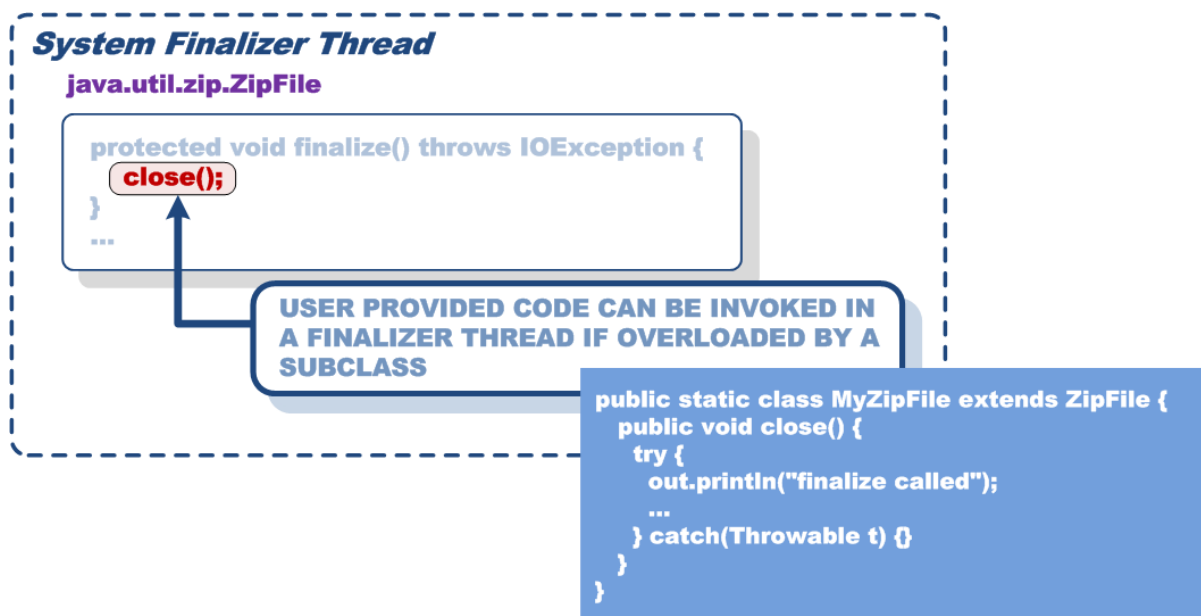 System Finalizer Thread
java.util.zip.ZipFile
protected void finalize() throws IOException {
close();
}
...
USER PROVIDED CODE CAN BE INVOKED IN
A FINALIZER THREAD IF OVERLOADED BY A
SUBCLASS
public static class MyZipFile extends ZipFile {
public void close() {
try {
out.println("finalize called");
...
} catch(Throwable t) {}
}
}